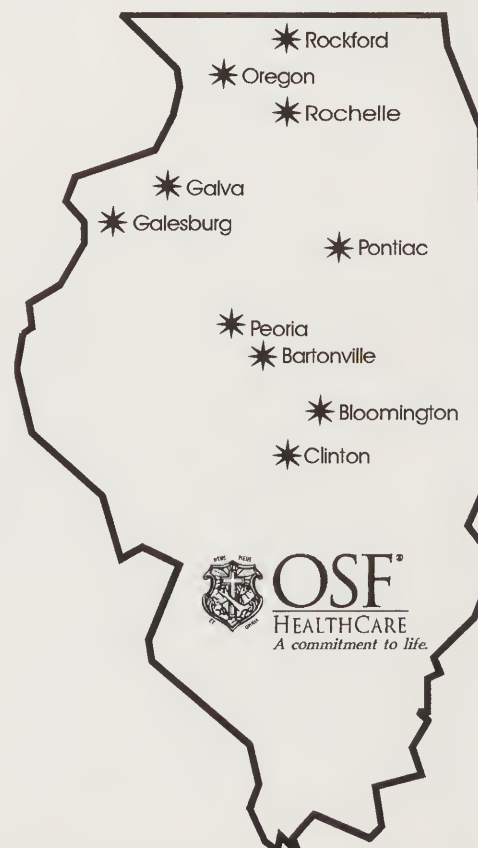 Rockford
Oregon
Rochelle
Galva
Galesburg
Pontiac
Peoria
Bartonville
Bloomington
Clinton
OSF®
HEALTHCARE
A commitment to life.